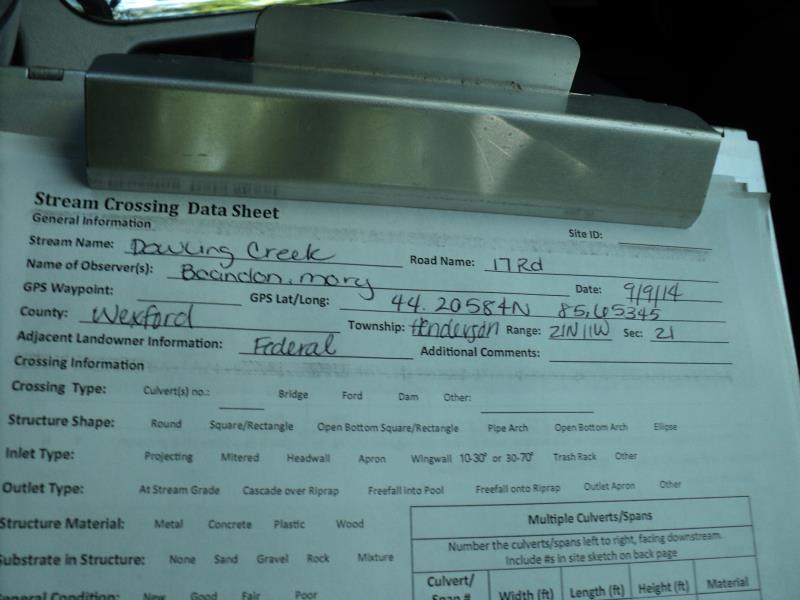 Stream Crossing Data Sheet
General Information Site ID:
Stream Name: Dowling Creek Road Name: 17 Rd
Name of Observer(s): mary Date: 9/9/14
GPS Waypoint: GPS Lat/Long: 44.20584N 85.65345
County: Wexford Township: Henderson Range: 21N11W Sec: 21
Adjacent Landowner Information: Federal Additional Comments:
Crossing Information
Crossing Type: Culvert(s) no.: Bridge Ford Dam Other:
Structure Shape: Round Square/Rectangle Open Bottom Square/Rectangle Pipe Arch Open Bottom Arch Ellipse
Inlet Type: Projecting Mitered Headwall Apron Wingwall 10-30° or 30-70° Trash Rack Other
Outlet Type: At Stream Grade Cascade over Riprap Freefall Into Pool Freefall onto Riprap Outlet Apron Other
Structure Material: Metal Concrete Plastic Wood
Multiple Culverts/Spans
Number the culverts/spans left to right, facing downstream.
Include #s in site sketch on back page
Substrate in Structure: None Sand Gravel Rock Mixture
Culvert/ Width (ft) Length (ft) Height (ft) Material
Span #
General Condition: New Good Fair Poor